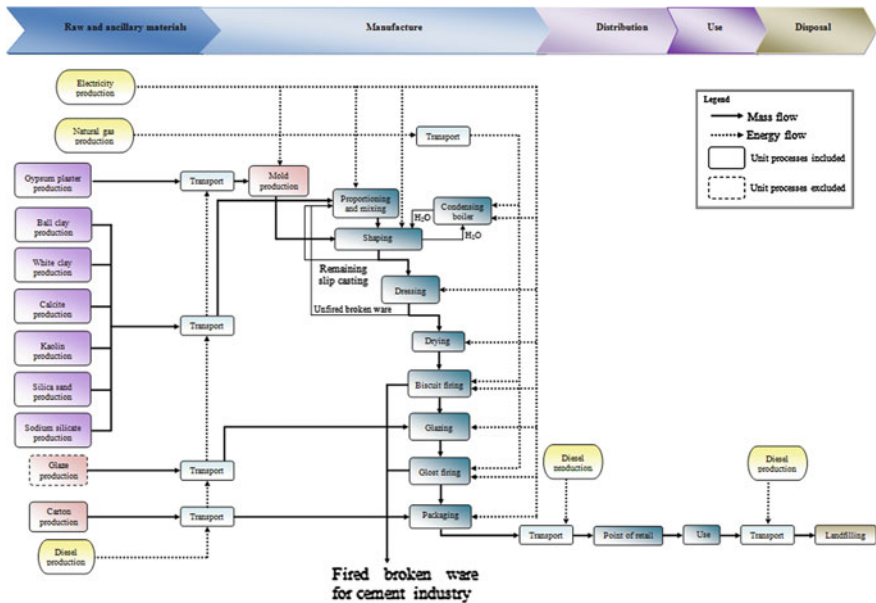 Raw and ancillary materials
Manufacture
Distribution
Use
Disposal
Electricity
production
Natural gas
production
Transport
Legend
Mass flow
Energy flow
Unit processes included
Unit processes excluded
Gypsum plaster
production
Transport
Mold
production
Proportioning
and mixing
Condensing
boiler
H₂O
H₂O
Shaping
Ball clay
production
White clay
production
Calcite
production
Kaolin
production
Silica sand
production
Sodium silicate
production
Transport
Remaining
slip casting
Dressing
Unfired broken ware
Drying
Biscuit firing
Glazing
Glaze
production
Transport
Glost firing
Diesel
production
Diesel
production
Carton
production
Transport
Packaging
Diesel
production
Transport
Point of retail
Use
Transport
Landfilling
Fired broken ware
for cement industry